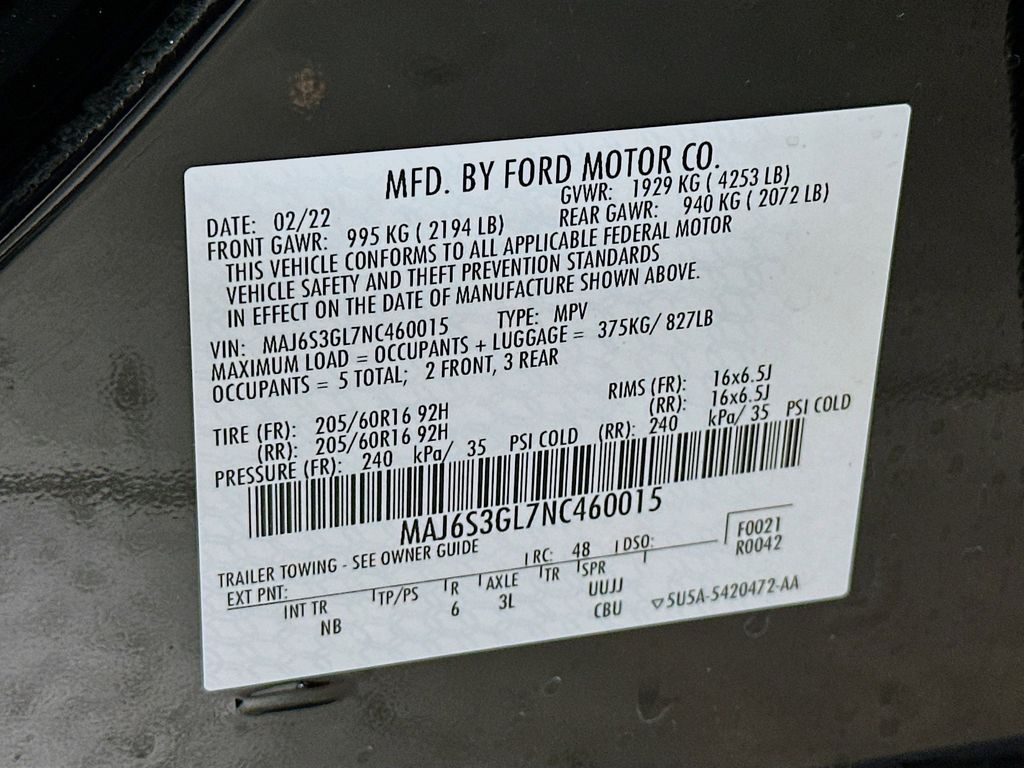 MFD. BY FORD MOTOR CO.
DATE: 02/22 GVWR: 1929 KG ( 4253 LB)
FRONT GAWR: 995 KG ( 2194 LB) REAR GAWR: 940 KG ( 2072 LB)
THIS VEHICLE CONFORMS TO ALL APPLICABLE FEDERAL MOTOR
VEHICLE SAFETY AND THEFT PREVENTION STANDARDS
IN EFFECT ON THE DATE OF MANUFACTURE SHOWN ABOVE.
VIN: MAJ6S3GL7NC460015 TYPE: MPV
MAXIMUM LOAD = OCCUPANTS + LUGGAGE = 375KG/ 827LB
OCCUPANTS = 5 TOTAL; 2 FRONT, 3 REAR
TIRE (FR): 205/60R16 92H RIMS (FR): 16x6.5J
(RR): 205/60R16 92H (RR): 16x6.5J
PRESSURE (FR): 240 kPa/ 35 PSI COLD (RR): 240 kPa/ 35 PSI COLD
MAJ6S3GL7NC460015
TRAILER TOWING - SEE OWNER GUIDE
EXT PNT: RC: 48 DSO: F0021
R0042
INT TR TP/PS R AXLE TR SPR
NB 6 3L UUJJ
CBU 5U5A-5420472-AA